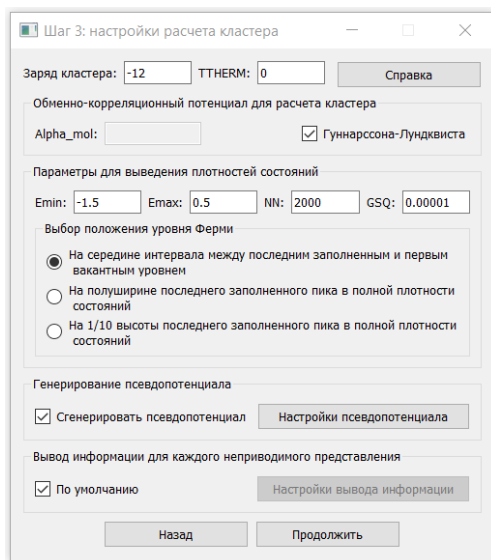 Шаг 3: настройки расчета кластера
Заряд кластера: -12 TTHERM: 0 Справка
Обменно-корреляционный потенциал для расчета кластера
Alpha_mol: Гуннарссона-Лундквиста
Параметры для выведения плотностей состояний
Emin: -1.5 Emax: 0.5 NN: 2000 GSQ: 0.00001
Выбор положения уровня Ферми
На середине интервала между последним заполненным и первым
вакантным уровнем
На полуширине последнего заполненного пика в полной плотности
состояний
На 1/10 высоты последнего заполненного пика в полной плотности
состояний
Генерирование псевдопотенциала
Сгенерировать псевдопотенциал Настройки псевдопотенциала
Вывод информации для каждого неприводимого представления
По умолчанию Настройки вывода информации
Назад Продолжить